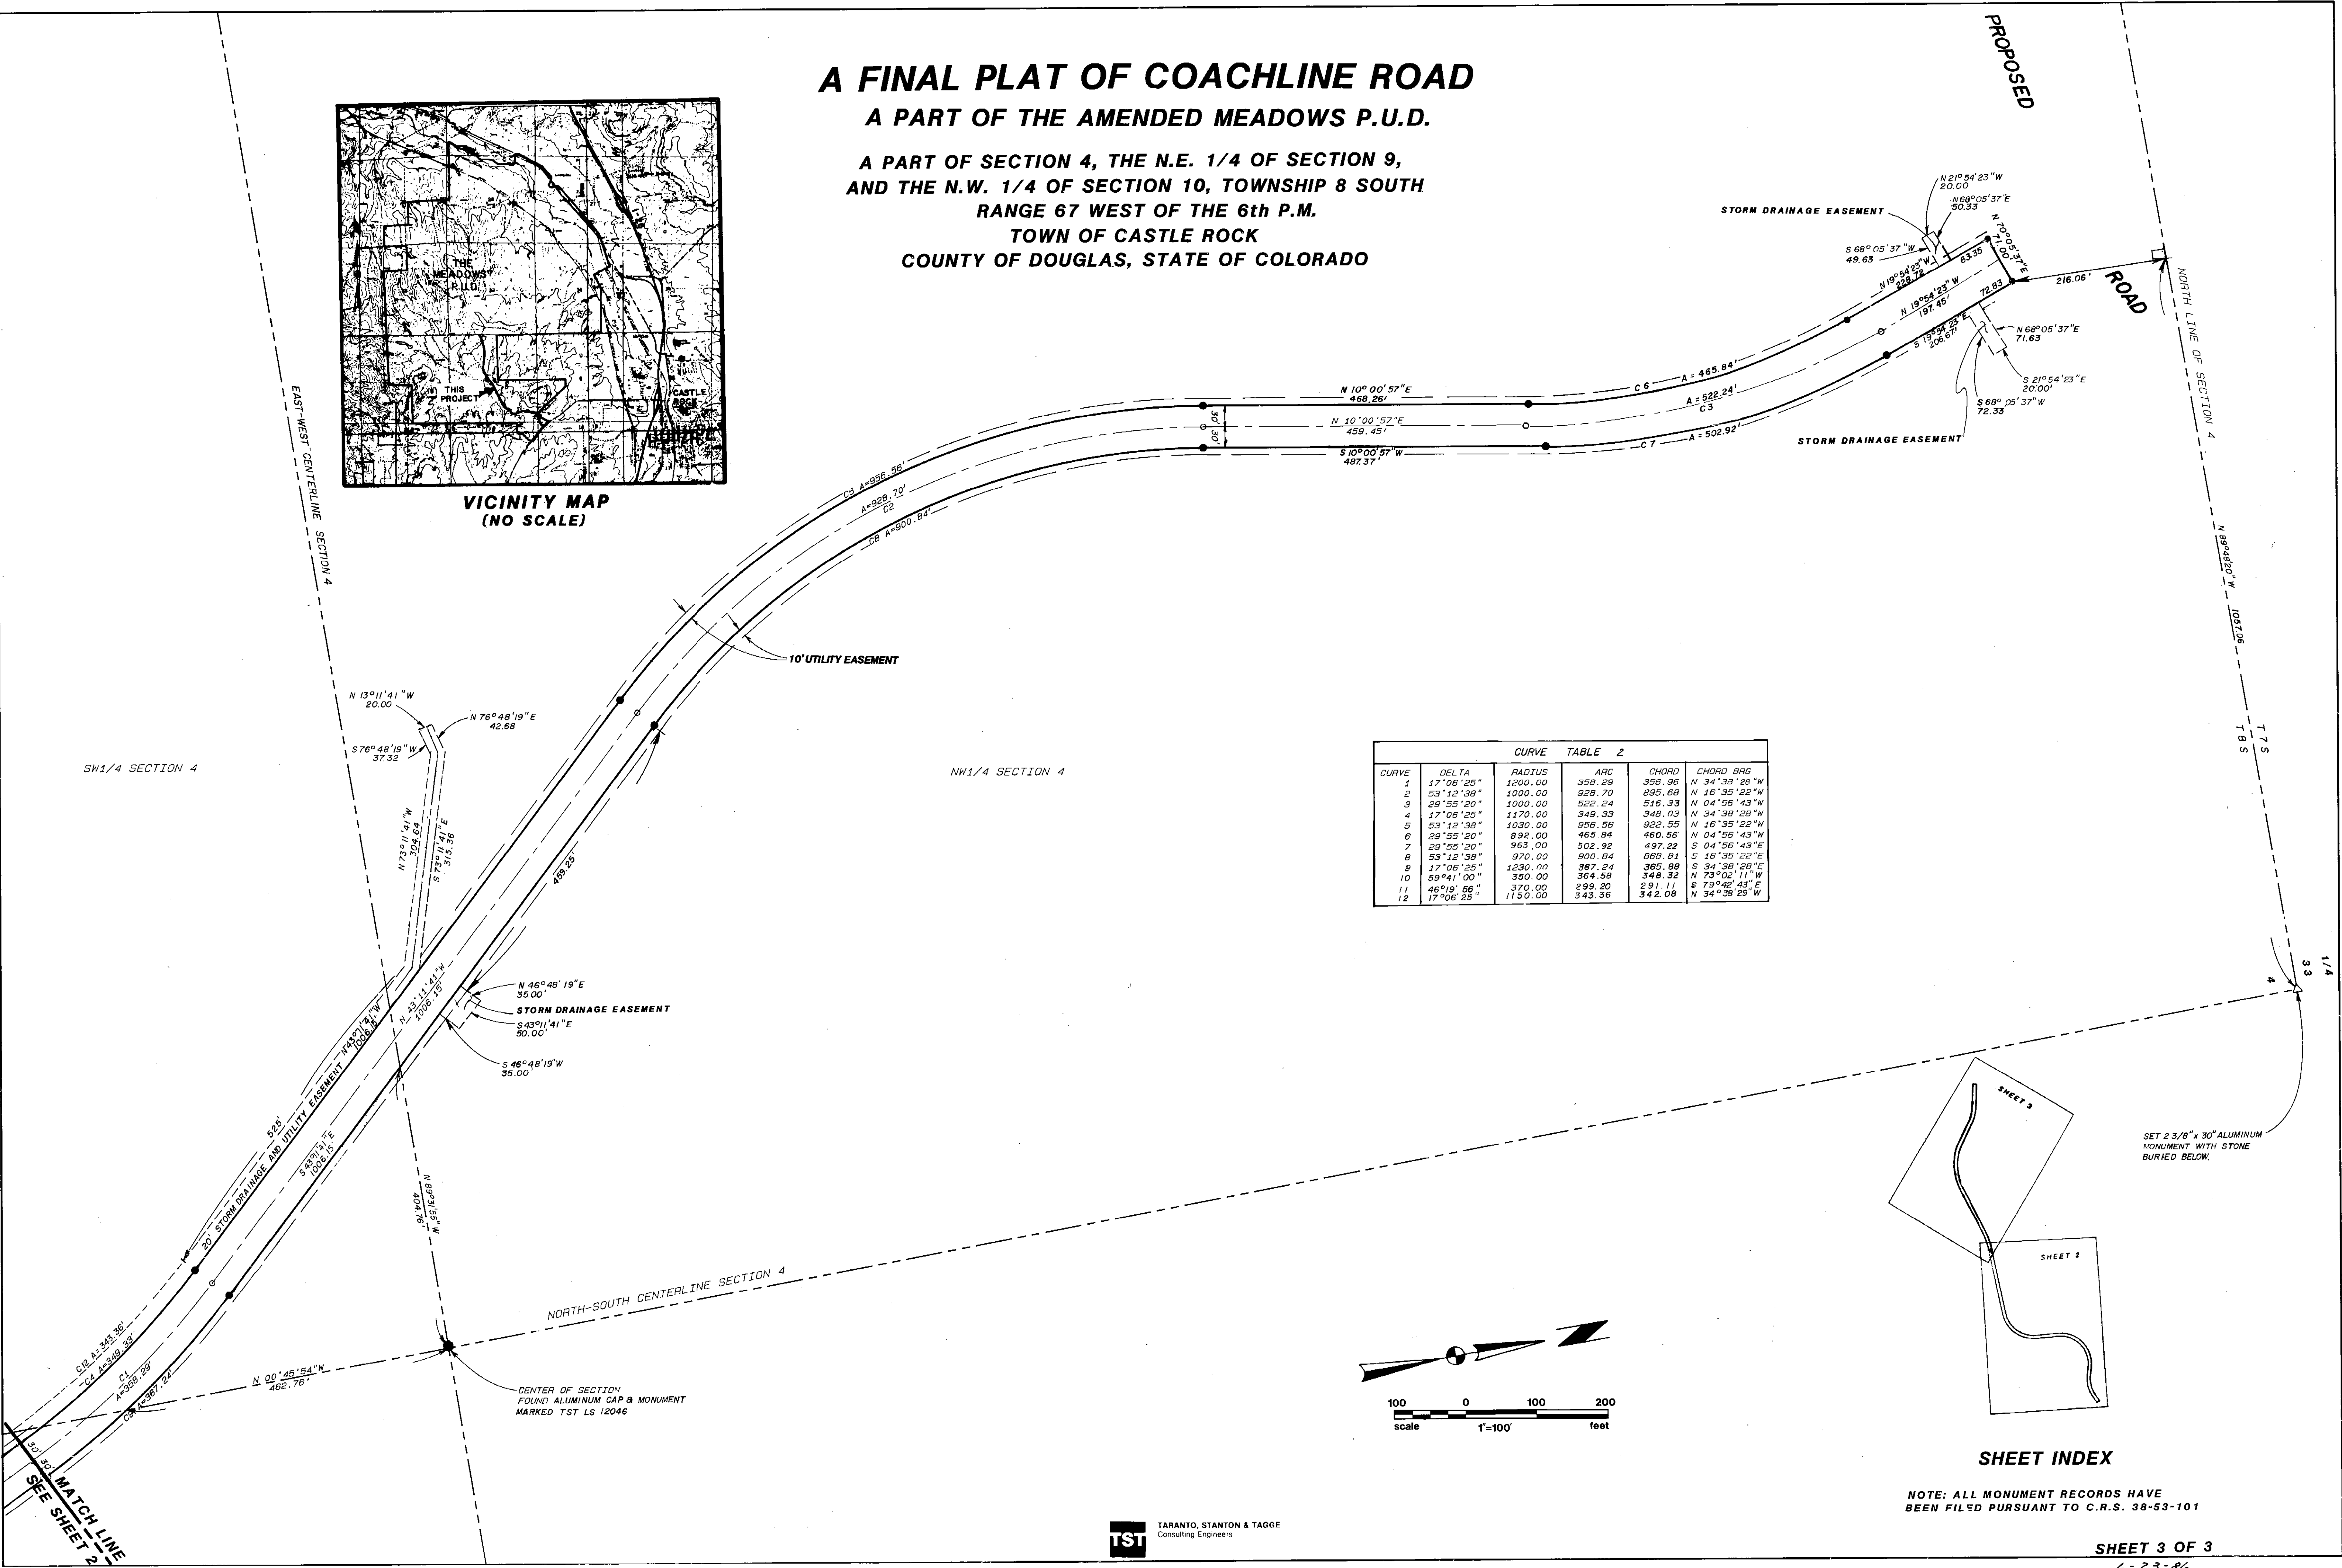 A FINAL PLAT OF COACHLINE ROAD
A PART OF THE AMENDED MEADOWS P.U.D.
A PART OF SECTION 4, THE N.E. 1/4 OF SECTION 9,
AND THE N.W. 1/4 OF SECTION 10, TOWNSHIP 8 SOUTH
RANGE 67 WEST OF THE 6th P.M.
TOWN OF CASTLE ROCK
COUNTY OF DOUGLAS, STATE OF COLORADO
THE
MEADOWS
P.U.D.
THIS
PROJECT
CASTLE
ROCK
I-25
VICINITY MAP
(NO SCALE)
PROPOSED
ROAD
N 21°54'23"W
20.00
N68°05'37"E
50.33
STORM DRAINAGE EASEMENT
S 68°05'37"W
49.63
N 70°05'37"E
71.00'
N19°54'23"W
228.72
63.35
N 19°54'23"W
197.45'
72.83
S 19°54'23"E
206.67'
216.06'
N68°05'37"E
71.63
S 21°54'23"E
20.00'
S68°05'37"W
72.33
STORM DRAINAGE EASEMENT
NORTH LINE OF SECTION 4
N 89°48'20"W 1057.06
T 7 S
T 8 S
C 6 A = 465.84'
A = 522.24'
C3
C 7 A = 502.92'
N 10°00'57"E
468.26'
N 10°00'57"E
459.45'
S 10°00'57"W
487.37'
30' 30'
C5 A=956.56'
A=928.70'
C2
C8 A=900.84'
10' UTILITY EASEMENT
EAST-WEST CENTERLINE SECTION 4
N 13°11'41"W
20.00
N 76°48'19"E
42.68
S76°48'19"W
37.32
SW1/4 SECTION 4
NW1/4 SECTION 4
N73°11'41"W
304.64
S 73°11'41"E
315.36
459.25'
N 43°11'41"W
1006.15'
N 46°48'19"E
35.00'
STORM DRAINAGE EASEMENT
S43°11'41"E
50.00'
S 46°48'19"W
35.00'
N 43°11'41"W
1006.15'
525'
20' STORM DRAINAGE AND UTILITY EASEMENT
S 43°11'41"E
1006.15'
N 89°31'55"W
404.76'
CURVE TABLE 2
CURVE DELTA RADIUS ARC CHORD CHORD BRG
1 17°06'25" 1200.00 358.29 356.96 N 34°38'28"W
2 53°12'38" 1000.00 928.70 895.68 N 16°35'22"W
3 29°55'20" 1000.00 522.24 516.33 N 04°56'43"W
4 17°06'25" 1170.00 349.33 348.03 N 34°38'28"W
5 53°12'38" 1030.00 956.56 922.55 N 16°35'22"W
6 29°55'20" 892.00 465.84 460.56 N 04°56'43"W
7 29°55'20" 963.00 502.92 497.22 S 04°56'43"E
8 53°12'38" 970.00 900.84 868.81 S 16°35'22"E
9 17°06'25" 1230.00 367.24 365.88 S 34°38'28"E
10 59°41'00" 350.00 364.58 348.32 N 73°02'11"W
11 46°19'56" 370.00 299.20 291.11 S 79°42'43"E
12 17°06'25" 1150.00 343.36 342.08 N 34°38'29"W
1/4
33
4
SET 2 3/8"x 30" ALUMINUM
MONUMENT WITH STONE
BURIED BELOW.
SHEET 3
SHEET 2
NORTH-SOUTH CENTERLINE SECTION 4
C12 A=343.36'
C4 A=349.33'
C1
A=358.29'
C9 A=367.24'
N 00°45'54"W
462.76'
CENTER OF SECTION
FOUND ALUMINUM CAP & MONUMENT
MARKED TST LS 12046
30' 30'
MATCH LINE
SEE SHEET 2
100 0 100 200
scale 1"=100' feet
SHEET INDEX
NOTE: ALL MONUMENT RECORDS HAVE
BEEN FILED PURSUANT TO C.R.S. 38-53-101
TST
TARANTO, STANTON & TAGGE
Consulting Engineers
SHEET 3 OF 3